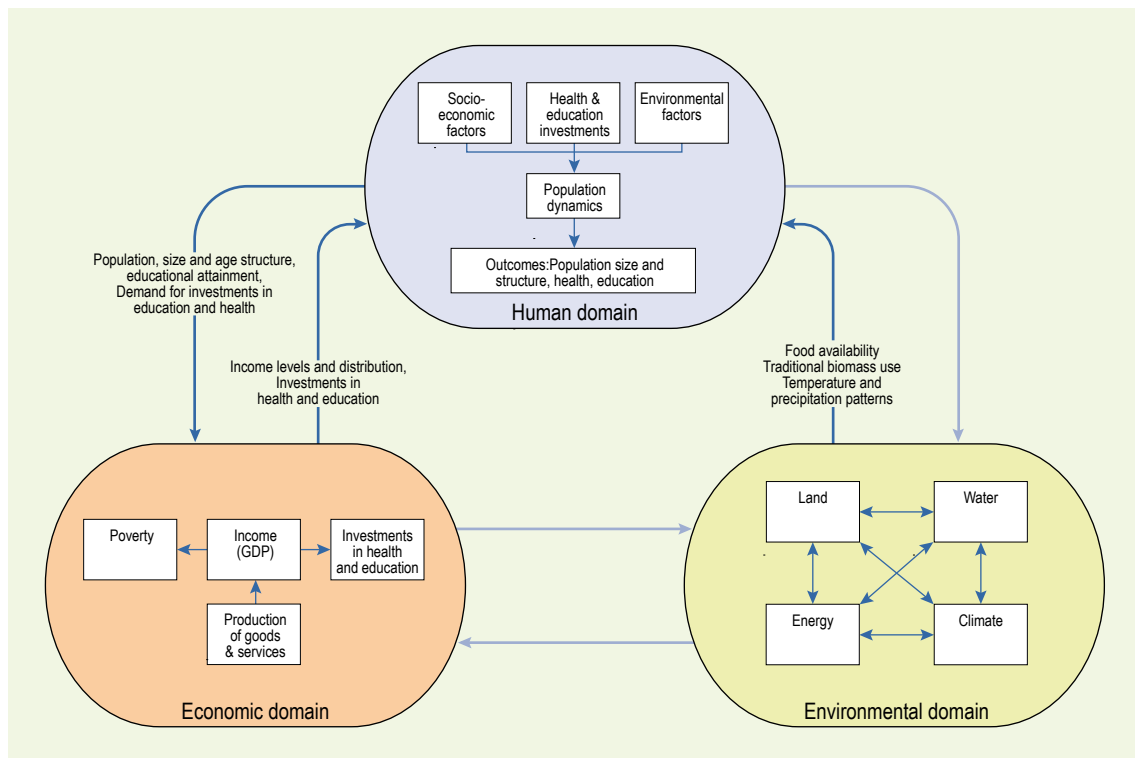 Socio-
economic
factors
Health &
education
investments
Environmental
factors
Population
dynamics
Outcomes:Population size and
structure, health, education
Human domain
Population, size and age structure,
educational attainment,
Demand for investments in
education and health
Income levels and distribution,
Investments in
health and education
Food availability
Traditional biomass use
Temperature and
precipitation patterns
Poverty
Income
(GDP)
Investments
in health
and education
Production
of goods
& services
Economic domain
Land
Water
Energy
Climate
Environmental domain